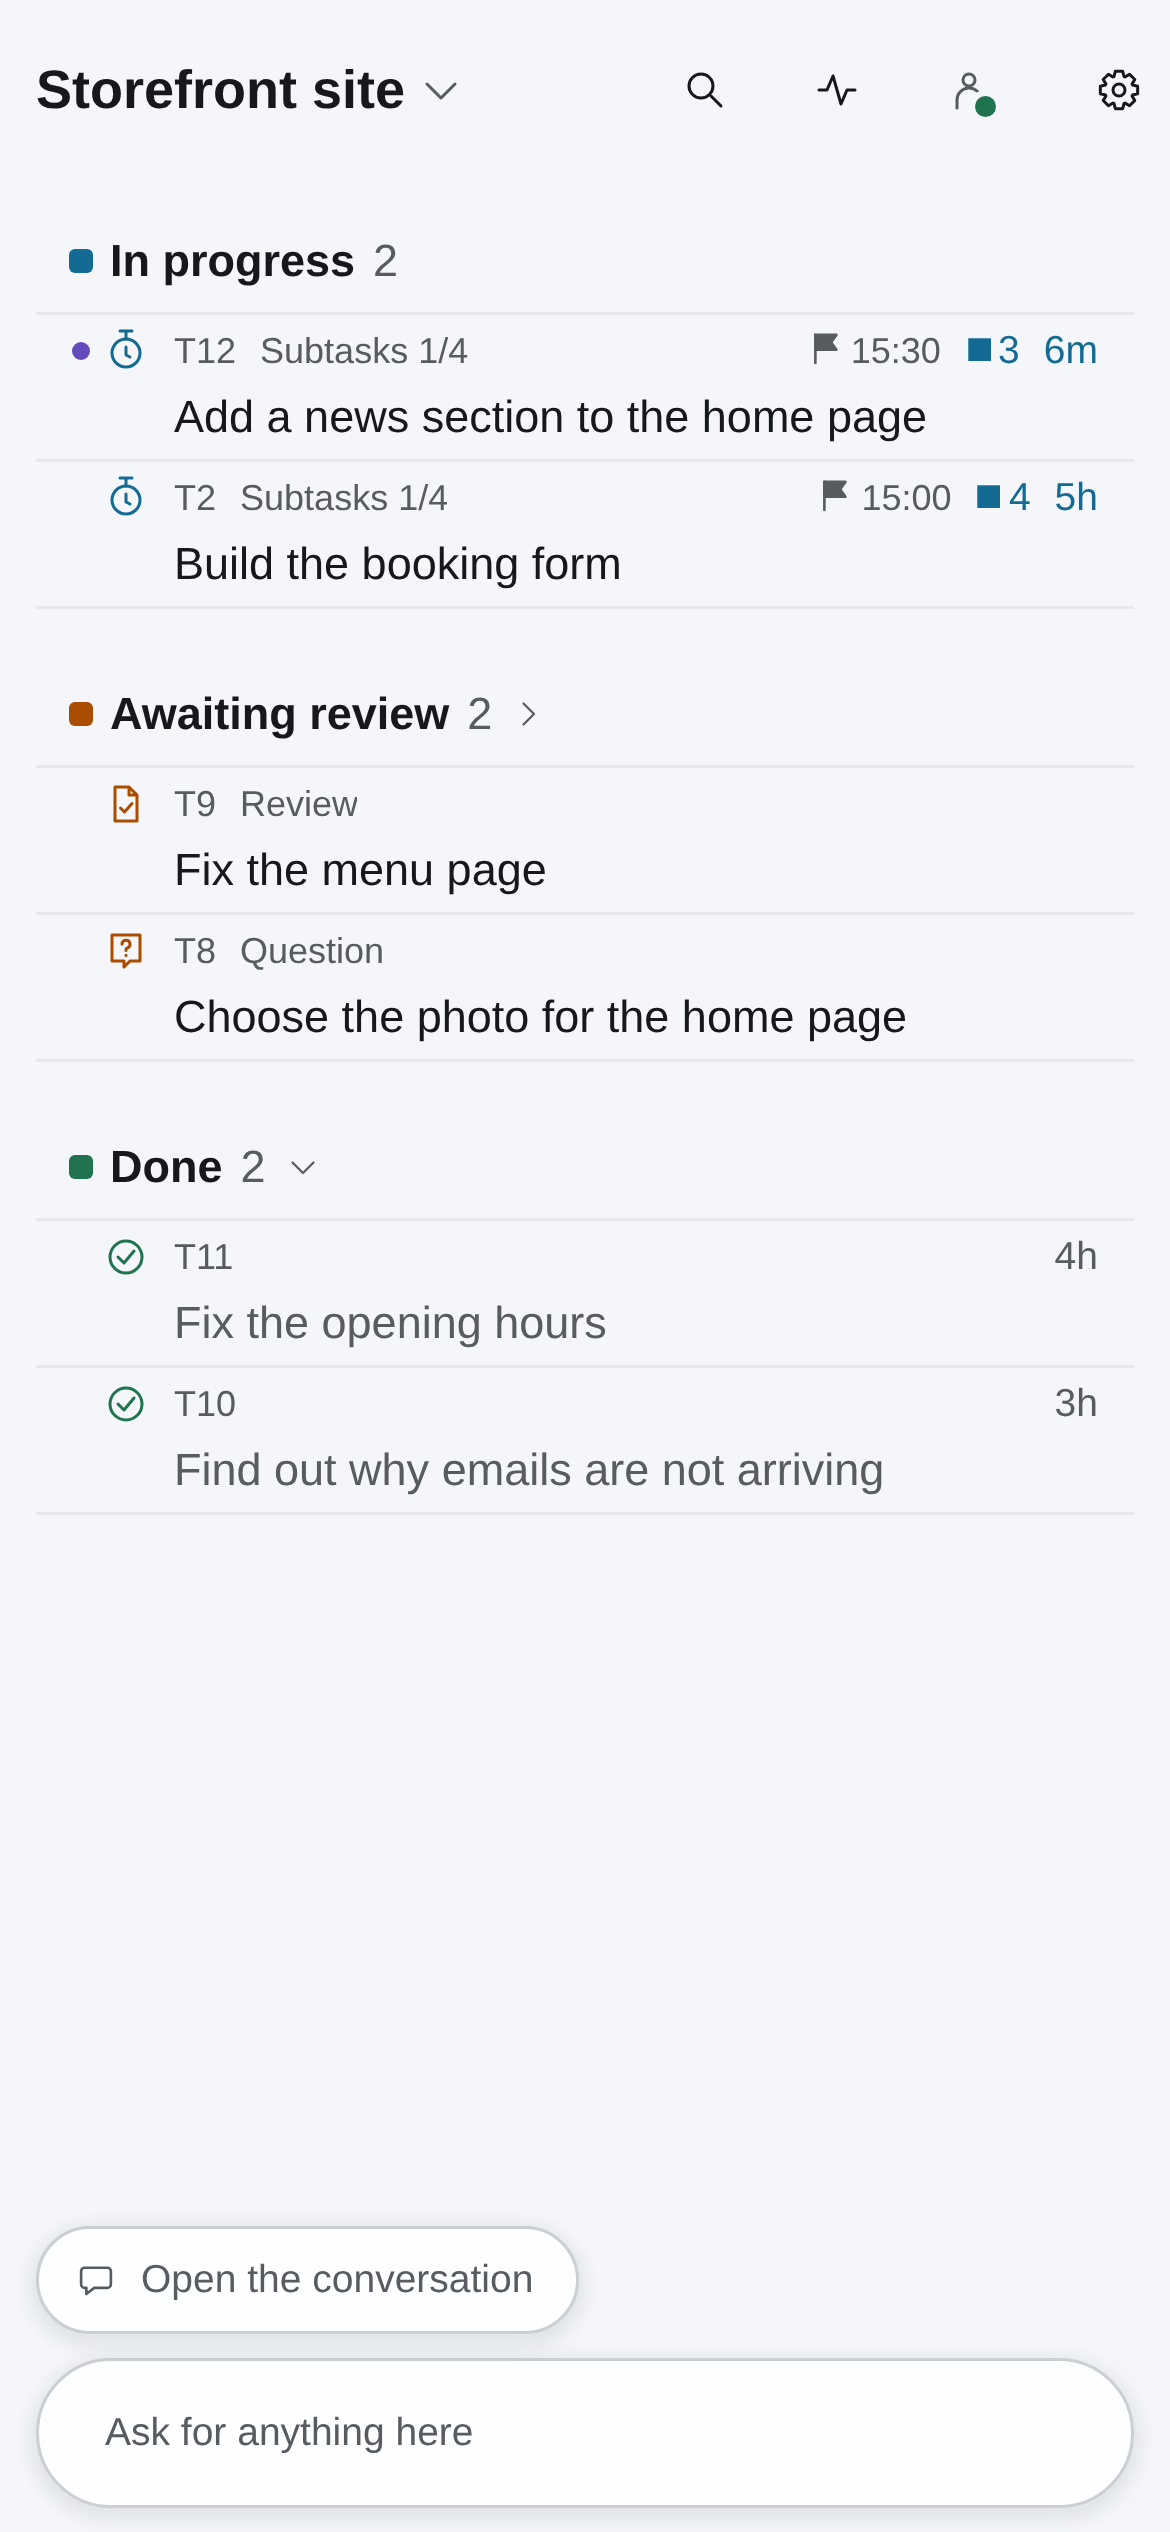 Storefront site
In progress 2
T12 Subtasks 1/4 15:30 3 6m
Add a news section to the home page
T2 Subtasks 1/4 15:00 4 5h
Build the booking form
Awaiting review 2
T9 Review
Fix the menu page
T8 Question
Choose the photo for the home page
Done 2
T11 4h
Fix the opening hours
T10 3h
Find out why emails are not arriving
Open the conversation
Ask for anything here